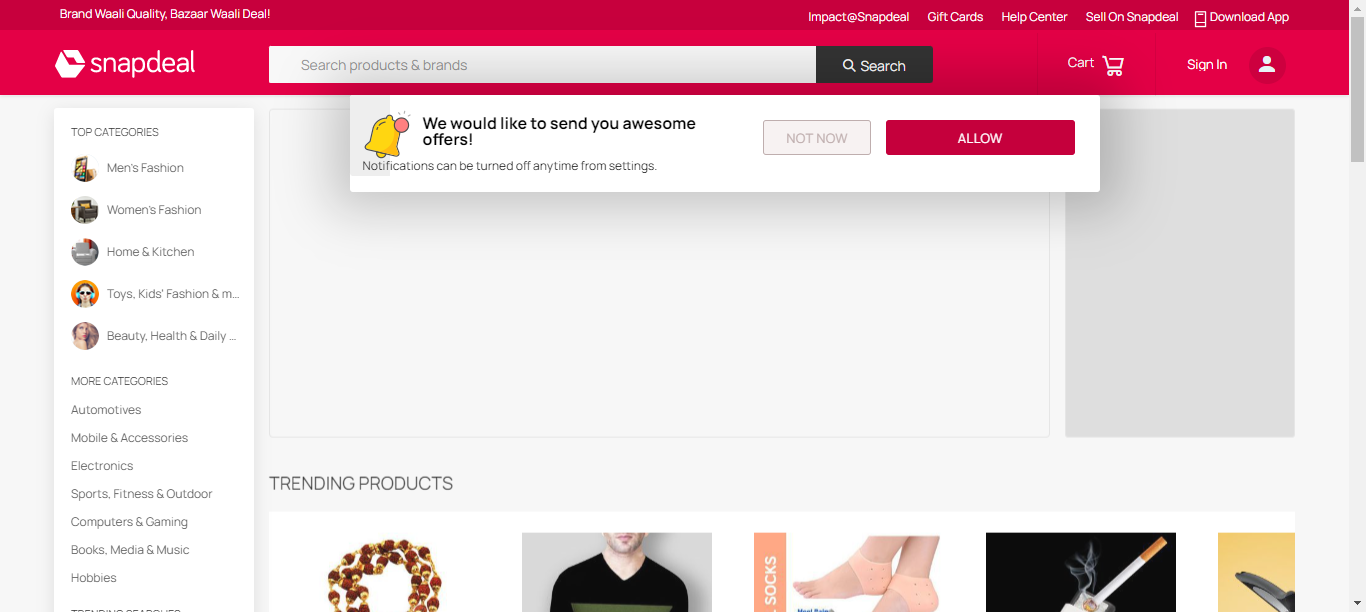 Brand Waali Quality, Bazaar Waali Deal!
Impact@Snapdeal
Gift Cards
Help Center
Sell On Snapdeal
Download App
snapdeal
Search products & brands
Search
Cart
Sign In
We would like to send you awesome
offers!
Notifications can be turned off anytime from settings.
NOT NOW
ALLOW
TOP CATEGORIES
Men's Fashion
Women's Fashion
Home & Kitchen
Toys, Kids' Fashion & m...
Beauty, Health & Daily ...
MORE CATEGORIES
Automotives
Mobile & Accessories
Electronics
Sports, Fitness & Outdoor
Computers & Gaming
Books, Media & Music
Hobbies
TRENDING SEARCHES
TRENDING PRODUCTS
SOCKS